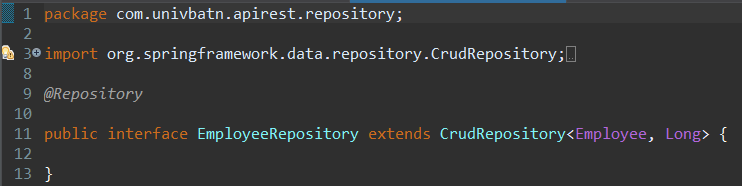 1 package com.univbatn.apirest.repository;
2
3 import org.springframework.data.repository.CrudRepository;
8
9 @Repository
10
11 public interface EmployeeRepository extends CrudRepository<Employee, Long> {
12
13 }